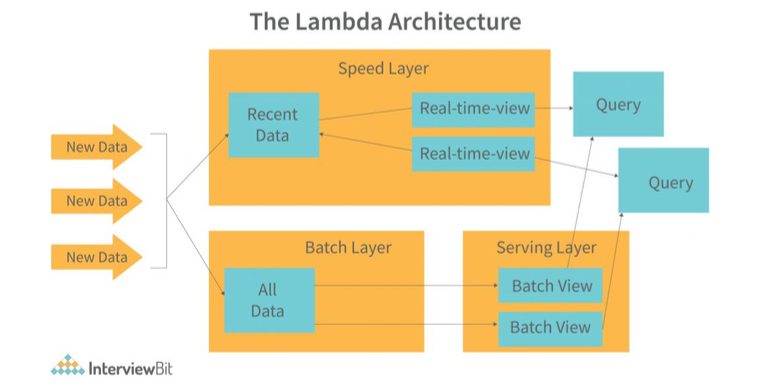 The Lambda Architecture
Speed Layer
Recent
Data
Real-time-view
Real-time-view
Query
Query
New Data
New Data
New Data
Batch Layer
All
Data
Serving Layer
Batch View
Batch View
InterviewBit